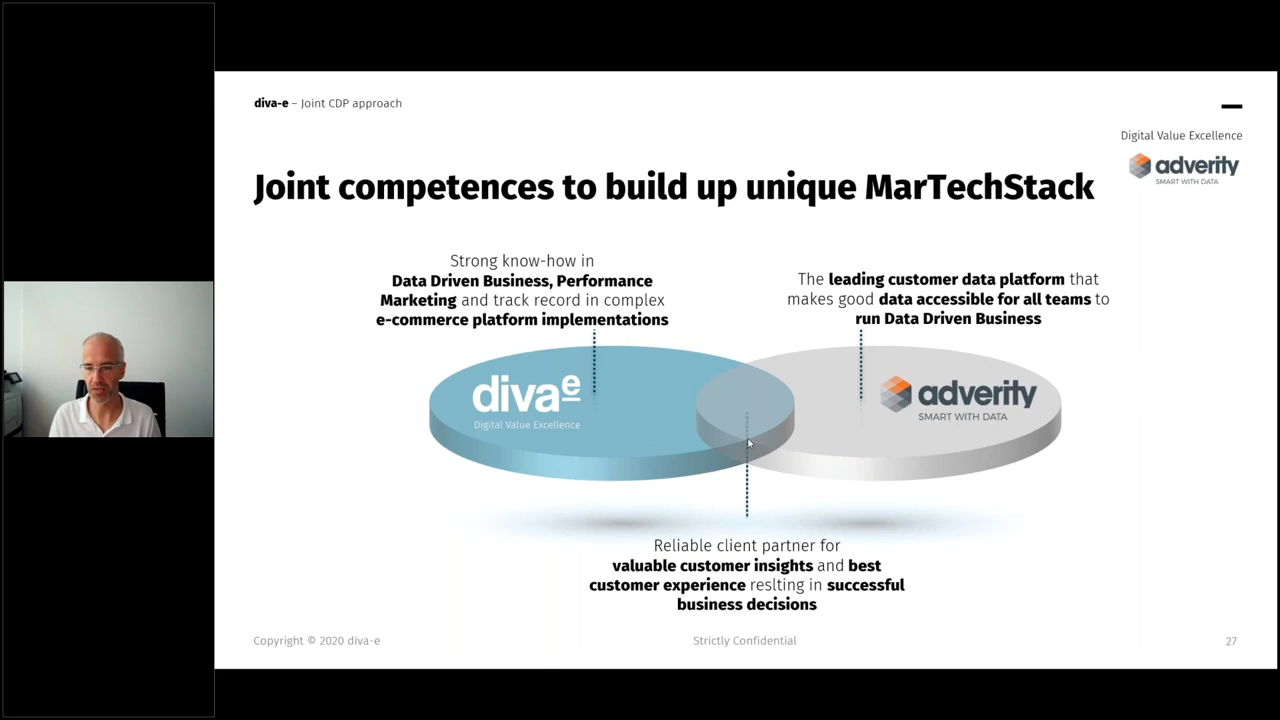 diva-e – Joint CDP approach
Digital Value Excellence
adverity
SMART WITH DATA
Joint competences to build up unique MarTechStack
Strong know-how in
Data Driven Business, Performance
Marketing and track record in complex
e-commerce platform implementations
The leading customer data platform that
makes good data accessible for all teams to
run Data Driven Business
diva-e
Digital Value Excellence
adverity
SMART WITH DATA
Reliable client partner for
valuable customer insights and best
customer experience reslting in successful
business decisions
Copyright © 2020 diva-e
Strictly Confidential
27